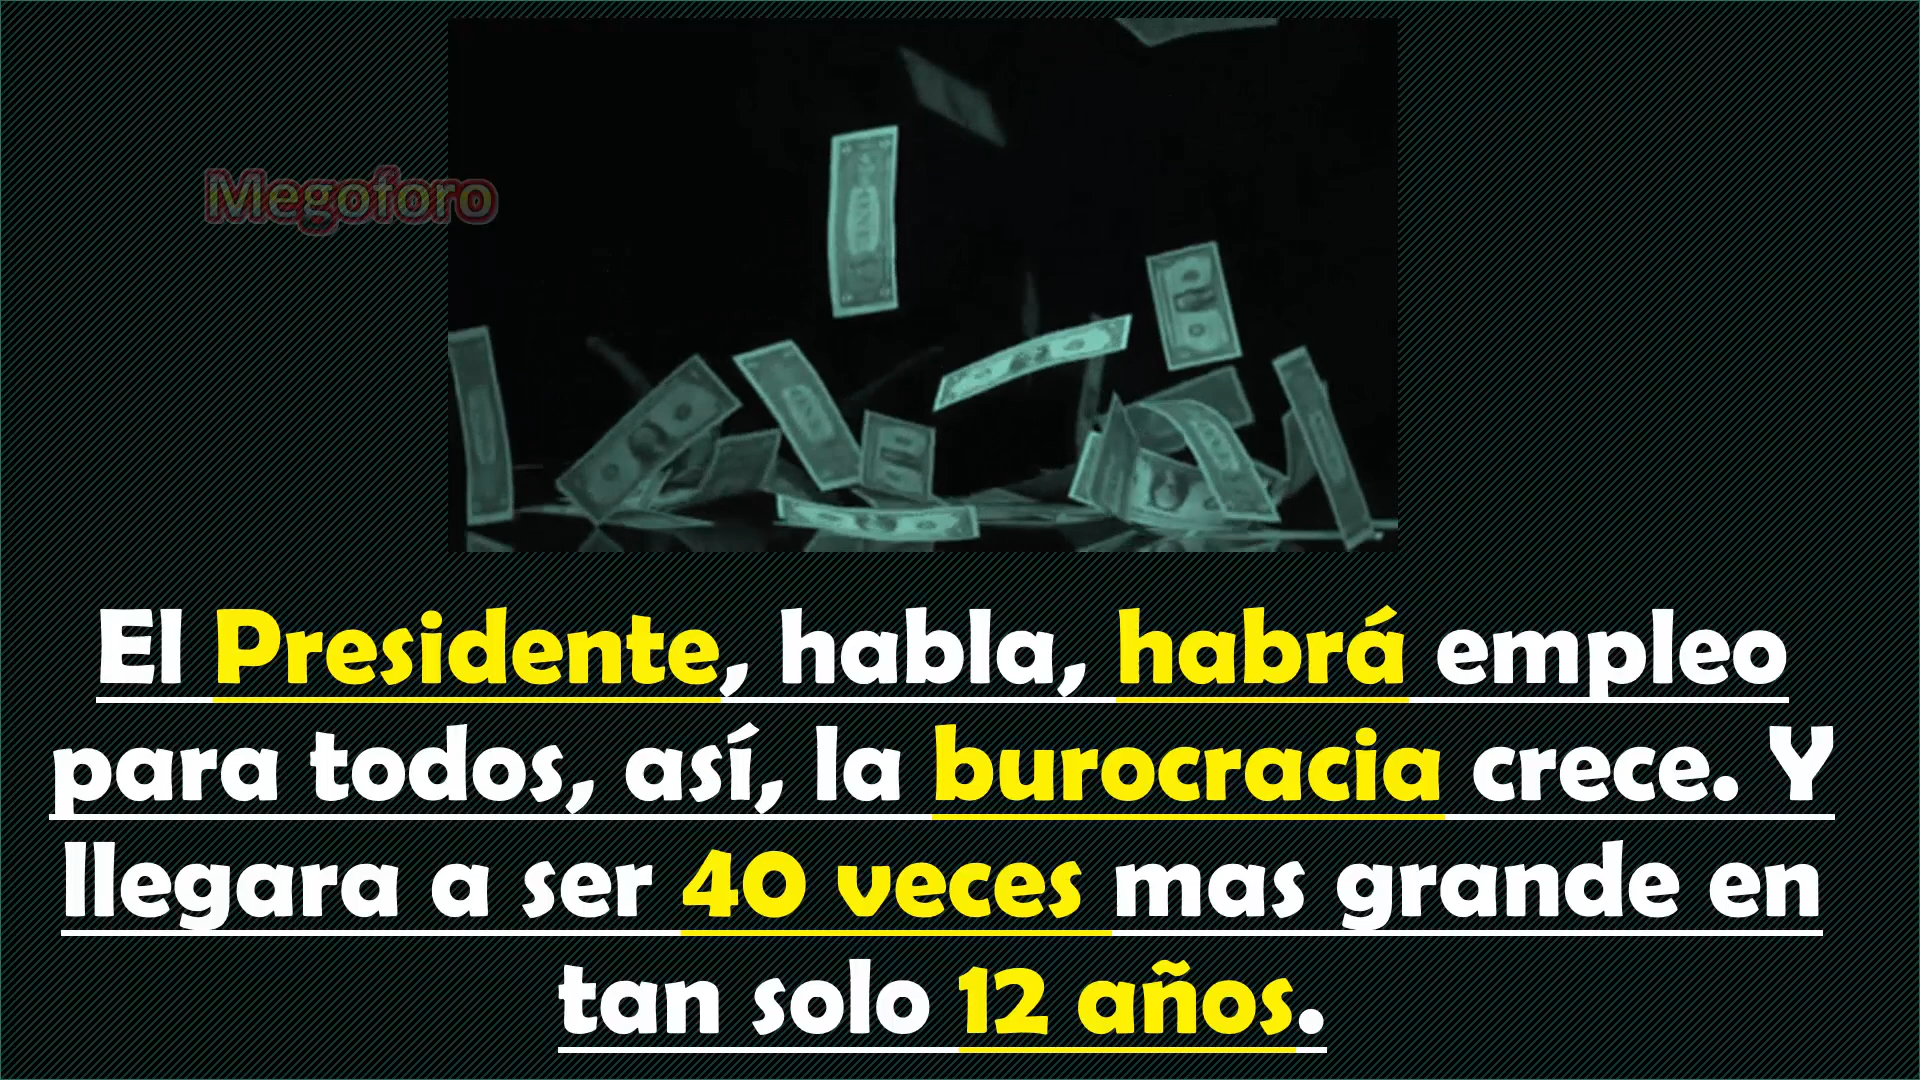 Megoforo
El Presidente, habla, habrá empleo
para todos, así, la burocracia crece. Y
llegara a ser 40 veces mas grande en
tan solo 12 años.